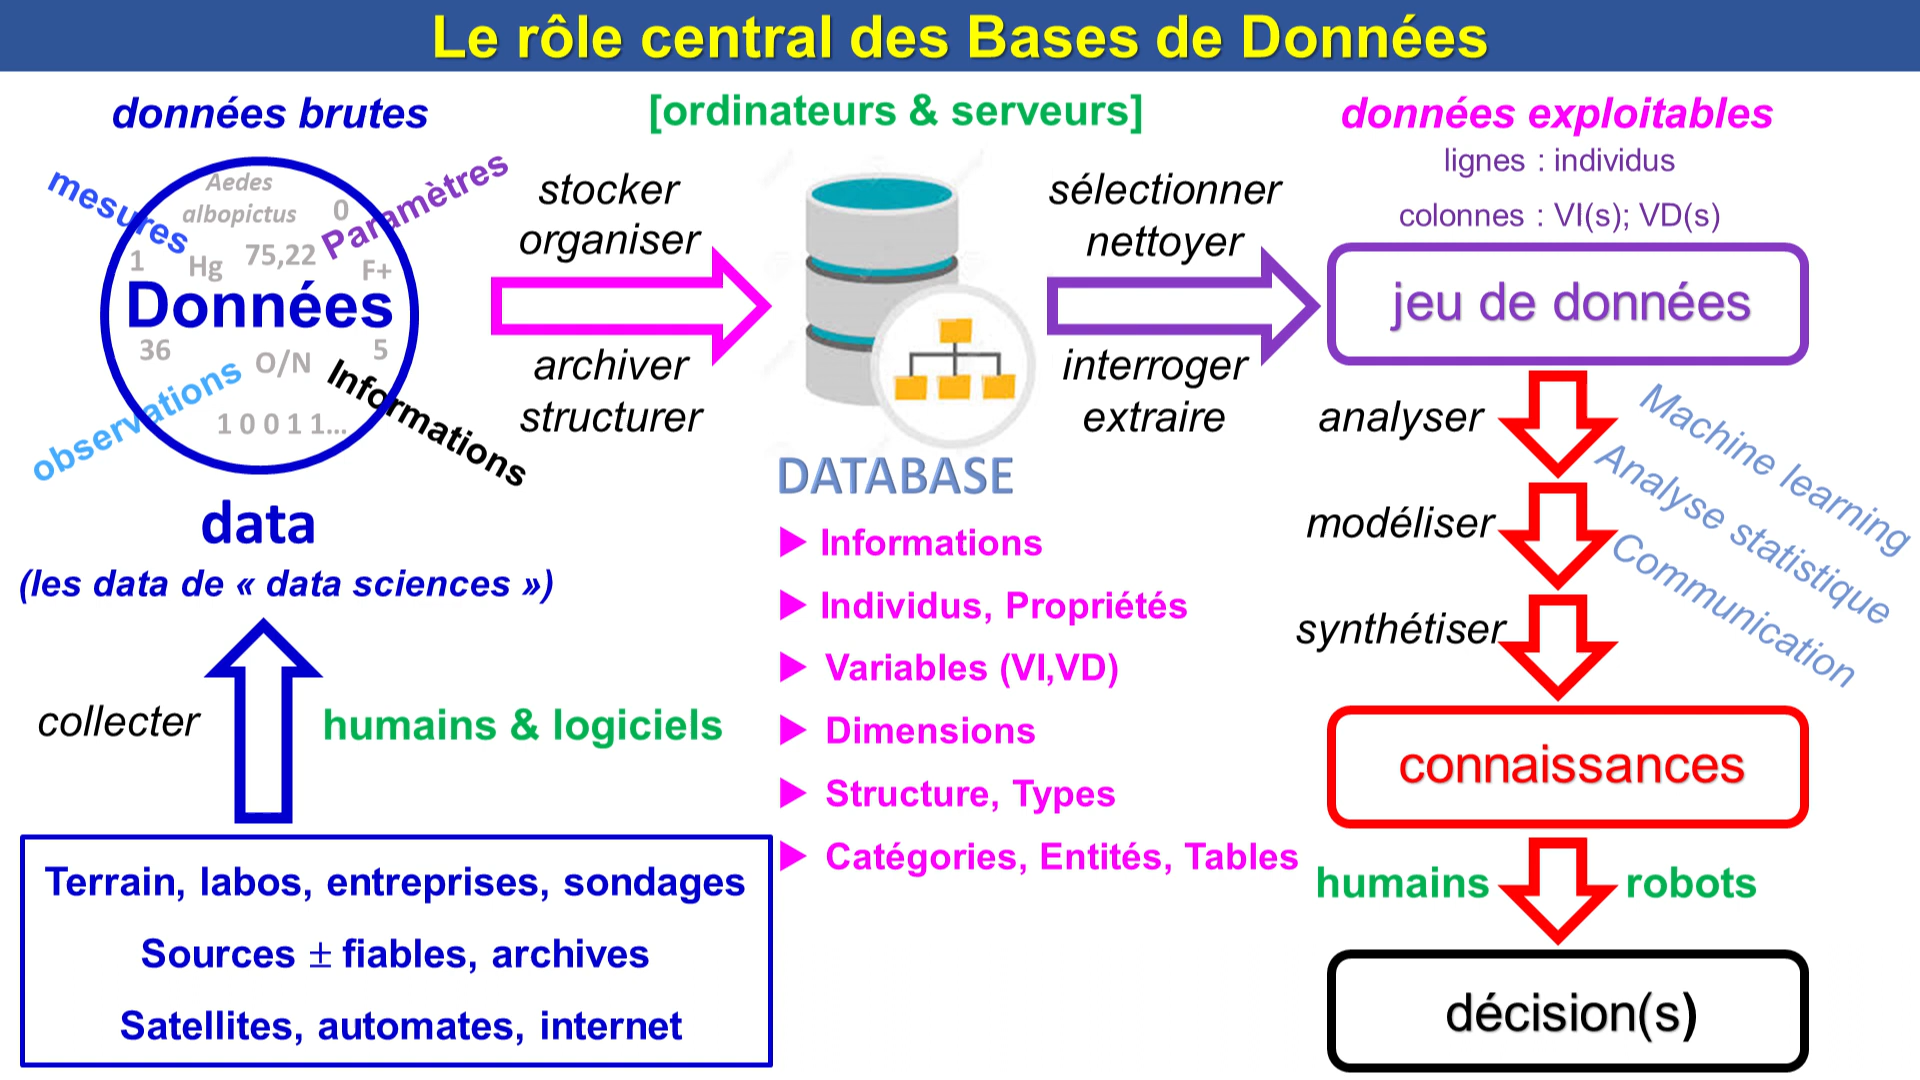 Le rôle central des Bases de Données
données brutes
mesures
Paramètres
Aedes
albopictus
0
1
Hg
75,22
F+
Données
36
O/N
5
observations
Informations
1 0 0 1 1...
data
(les data de « data sciences »)
collecter
humains & logiciels
Terrain, labos, entreprises, sondages
Sources ± fiables, archives
Satellites, automates, internet
stocker
organiser
archiver
structurer
[ordinateurs & serveurs]
DATABASE
Informations
Individus, Propriétés
Variables (VI,VD)
Dimensions
Structure, Types
Catégories, Entités, Tables
sélectionner
nettoyer
interroger
extraire
données exploitables
lignes : individus
colonnes : VI(s); VD(s)
jeu de données
analyser
modéliser
synthétiser
Machine learning
Analyse statistique
Communication
connaissances
humains
robots
décision(s)